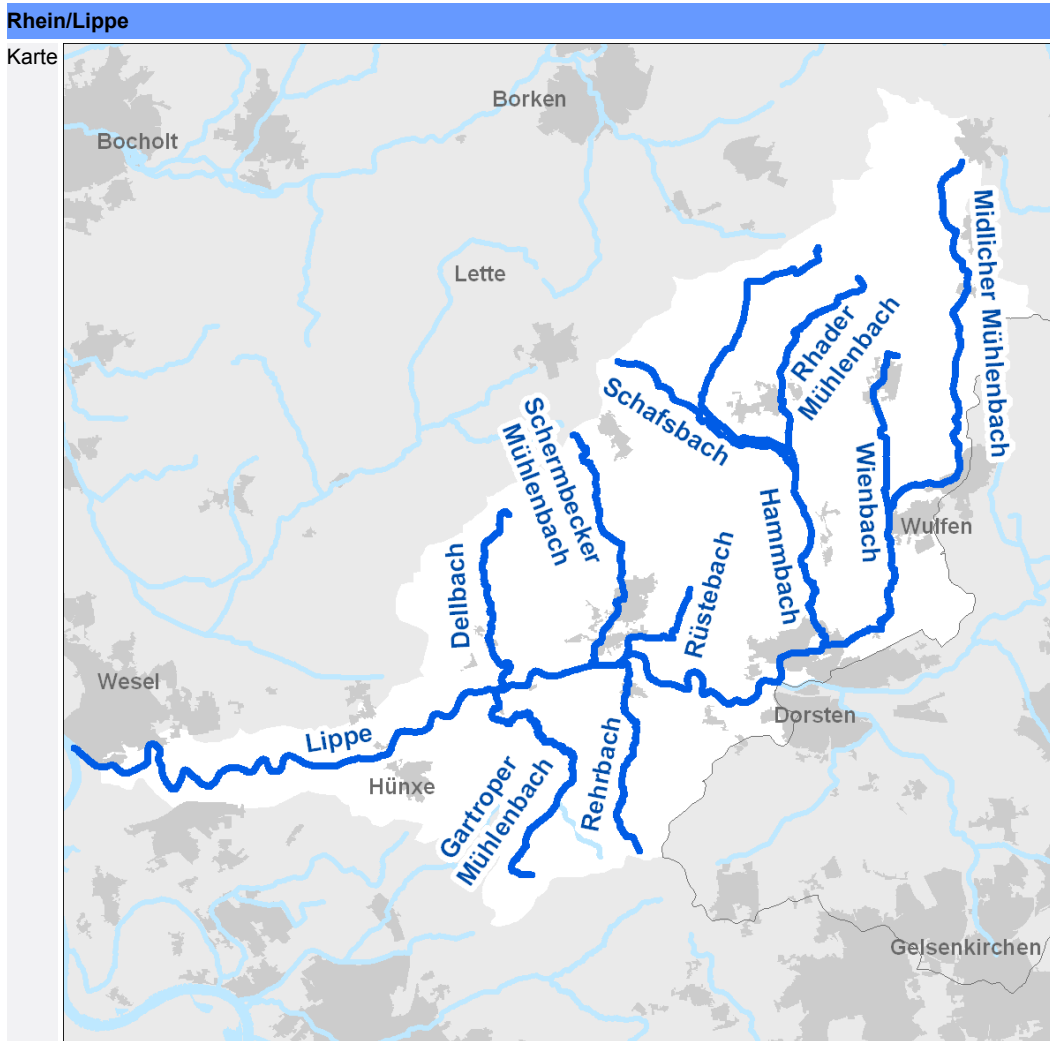 Rhein/Lippe
Karte
Borken
Bocholt
Midlicher Mühlenbach
Lette
Rhader
Mühlenbach
Schafsbach
Schermbecker
Mühlenbach
Wienbach
Hammbach
Wulfen
Dellbach
Rüstebach
Wesel
Dorsten
Lippe
Hünxe
Gartroper
Mühlenbach
Rehrbach
Gelsenkirchen